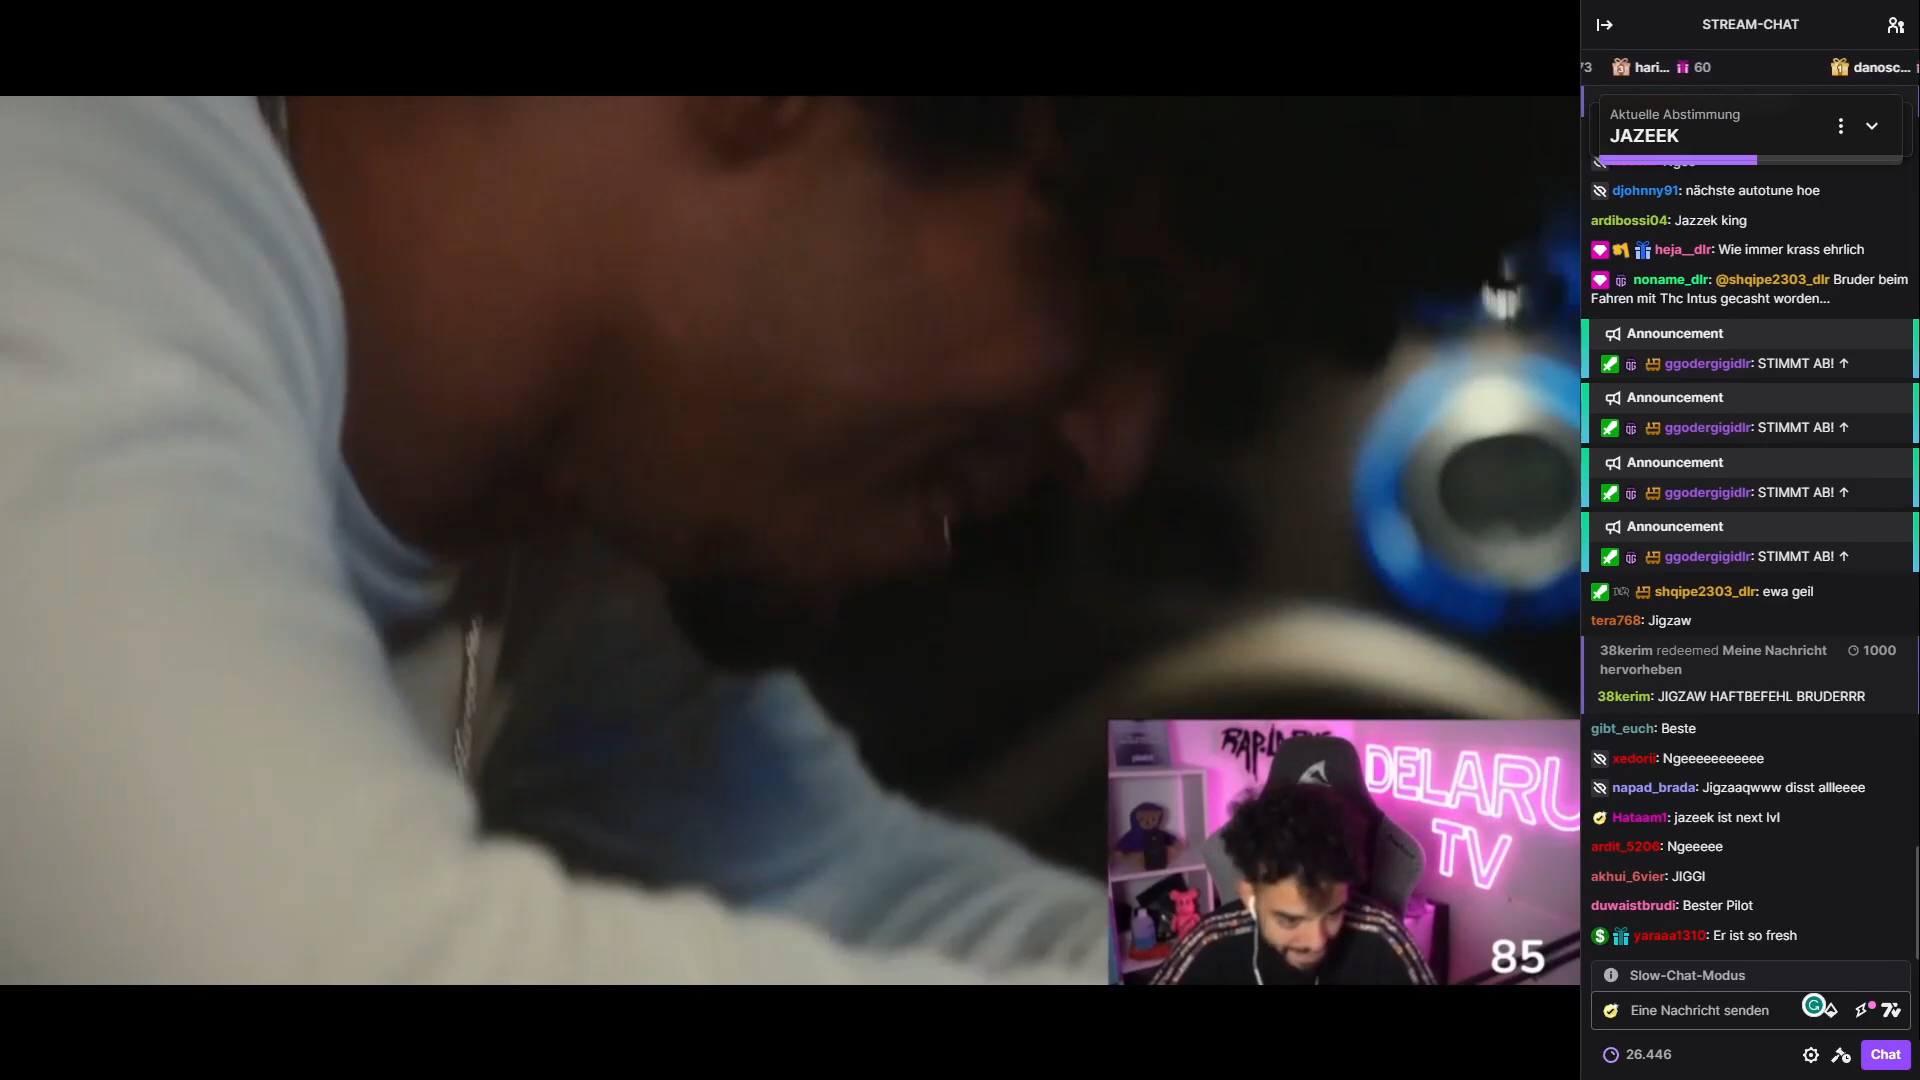 STREAM-CHAT
73 hari... 60 danosc...
Aktuelle Abstimmung
JAZEEK
djohnny91: nächste autotune hoe
ardibossi04: Jazzek king
heja__dlr: Wie immer krass ehrlich
noname_dlr: @shqipe2303_dlr Bruder beim
Fahren mit Thc Intus gecasht worden...
Announcement
ggodergigidlr: STIMMT AB! ↑
Announcement
ggodergigidlr: STIMMT AB! ↑
Announcement
ggodergigidlr: STIMMT AB! ↑
Announcement
ggodergigidlr: STIMMT AB! ↑
shqipe2303_dlr: ewa geil
tera768: Jigzaw
38kerim redeemed Meine Nachricht 1000
hervorheben
38kerim: JIGZAW HAFTBEFEHL BRUDERRR
gibt_euch: Beste
xedorii: Ngeeeeeeeeeee
napad_brada: Jigzaaqwww disst allleeee
Hataam1: jazeek ist next lvl
ardit_5206: Ngeeeee
akhui_6vier: JIGGI
duwaistbrudi: Bester Pilot
yaraaa1310: Er ist so fresh
Slow-Chat-Modus
Eine Nachricht senden
26.446 Chat
DELARU
TV
85